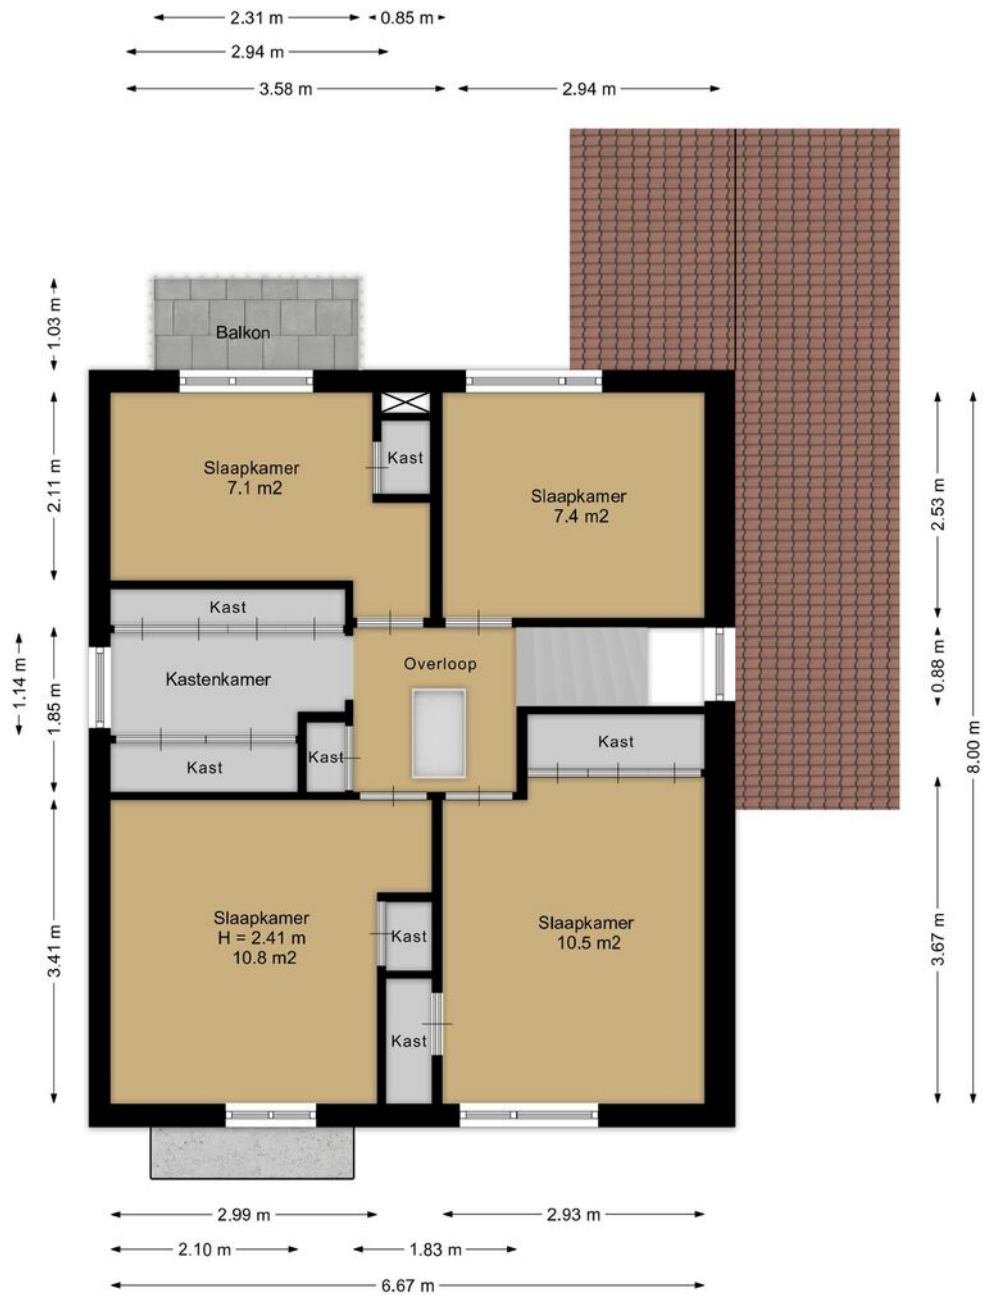 2.31 m
0.85 m
2.94 m
3.58 m
2.94 m
1.03 m
Balkon
2.11 m
Slaapkamer
7.1 m2
Kast
Slaapkamer
7.4 m2
2.53 m
Kast
1.14 m
1.85 m
Kastenkamer
Overloop
0.88 m
8.00 m
Kast
Kast
Kast
3.41 m
Slaapkamer
H = 2.41 m
10.8 m2
Kast
Slaapkamer
10.5 m2
3.67 m
Kast
2.99 m
2.93 m
2.10 m
1.83 m
6.67 m